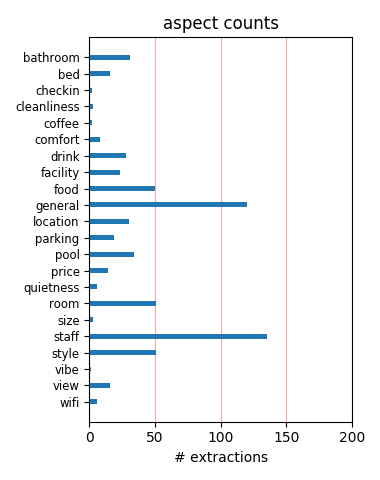 aspect counts
bathroom
bed
checkin
cleanliness
coffee
comfort
drink
facility
food
general
location
parking
pool
price
quietness
room
size
staff
style
vibe
view
wifi
0 50 100 150 200
# extractions